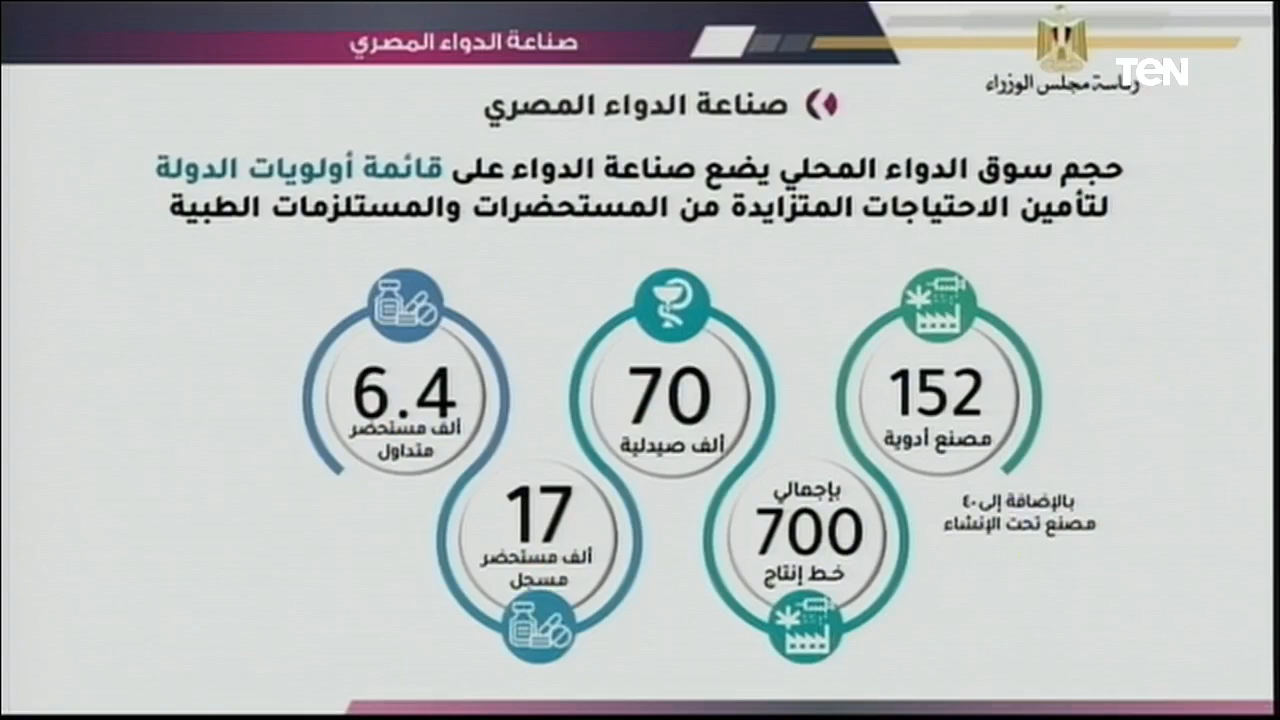 صناعة الدواء المصري
TEN
رئاسة مجلس الوزراء
صناعة الدواء المصري
حجم سوق الدواء المحلي يضع صناعة الدواء على قائمة أولويات الدولة
لتأمين الاحتياجات المتزايدة من المستحضرات والمستلزمات الطبية
152
مصنع أدوية
بالإضافة إلى ٤٠
مصنع تحت الإنشاء
بإجمالي
700
خط إنتاج
70
ألف صيدلية
17
ألف مستحضر
مسجل
6.4
ألف مستحضر
متداول